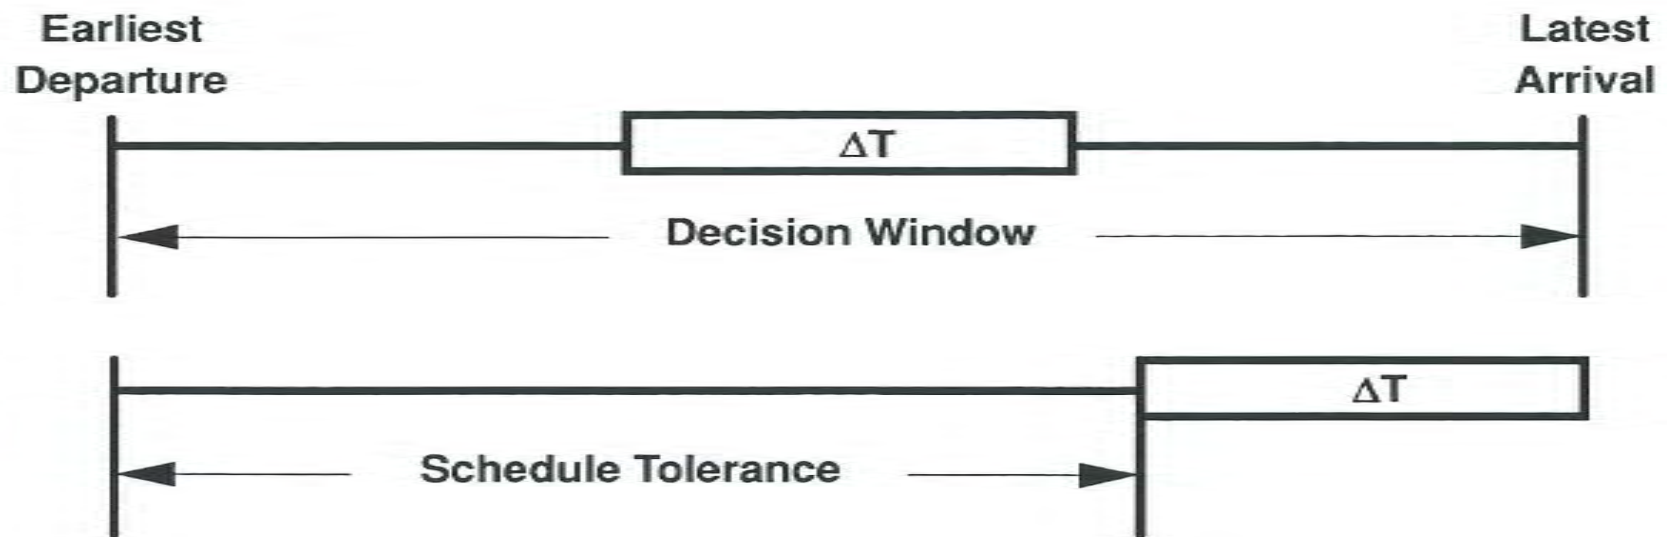 Earliest
Departure
Latest
Arrival
ΔT
Decision Window
ΔT
Schedule Tolerance